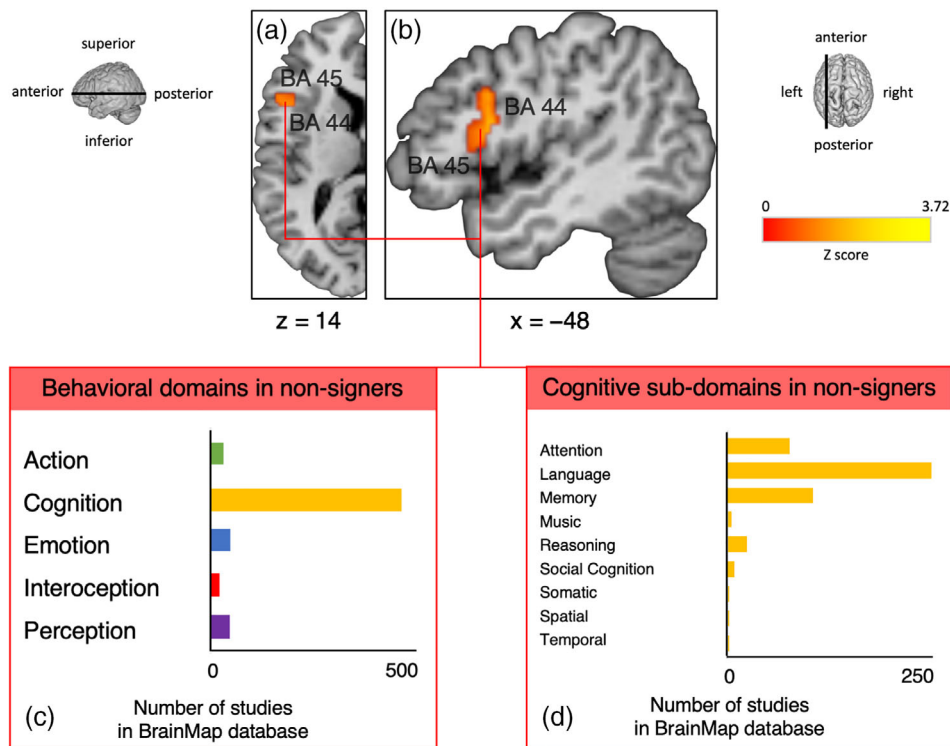 superior
anterior
posterior
inferior
(a)
BA 45
BA 44
z = 14
(b)
BA 44
BA 45
x = −48
anterior
left
right
posterior
0
3.72
Z score
Behavioral domains in non-signers
Action
Cognition
Emotion
Interoception
Perception
0
500
Number of studies
in BrainMap database
(c)
Cognitive sub-domains in non-signers
Attention
Language
Memory
Music
Reasoning
Social Cognition
Somatic
Spatial
Temporal
0
250
Number of studies
in BrainMap database
(d)